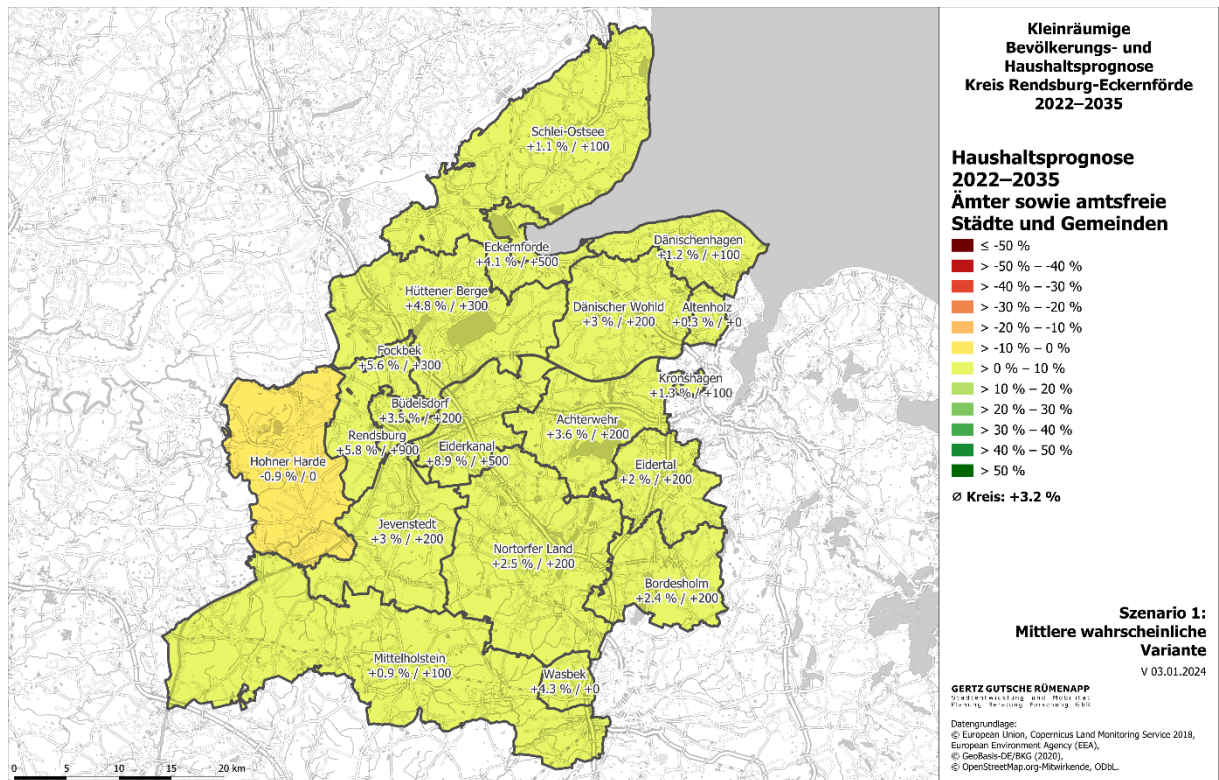 Kleinräumige
Bevölkerungs- und
Haushaltsprognose
Kreis Rendsburg-Eckernförde
2022–2035
Haushaltsprognose
2022–2035
Ämter sowie amtsfreie
Städte und Gemeinden
≤ -50 %
> -50 % – -40 %
> -40 % – -30 %
> -30 % – -20 %
> -20 % – -10 %
> -10 % – 0 %
> 0 % – 10 %
> 10 % – 20 %
> 20 % – 30 %
> 30 % – 40 %
> 40 % – 50 %
> 50 %
Ø Kreis: +3.2 %
Schlei-Ostsee
+1.1 % / +100
Eckernförde
+4.1 % / +500
Dänischenhagen
+1.2 % / +100
Hüttener Berge
+4.8 % / +300
Dänischer Wohld
+3 % / +200
Altenholz
+0.3 % / +0
Fockbek
+5.6 % / +300
Kronshagen
+1.3 % / +100
Büdelsdorf
+3.5 % / +200
Achterwehr
+3.6 % / +200
Rendsburg
+5.8 % / +900
Eiderkanal
+8.9 % / +500
Hohner Harde
-0.9 % / 0
Eidertal
+2 % / +200
Jevenstedt
+3 % / +200
Nortorfer Land
+2.5 % / +200
Bordesholm
+2.4 % / +200
Mittelholstein
+0.9 % / +100
Wasbek
+4.3 % / +0
0 5 10 15 20 km
Szenario 1:
Mittlere wahrscheinliche
Variante
V 03.01.2024
GERTZ GUTSCHE RÜMENAPP
Stadtentwicklung und Mobilität
Planung Beratung Forschung GbR
Datengrundlage:
© European Union, Copernicus Land Monitoring Service 2018,
European Environment Agency (EEA),
© GeoBasis-DE/BKG (2020),
© OpenStreetMap.org-Mitwirkende, ODbL.